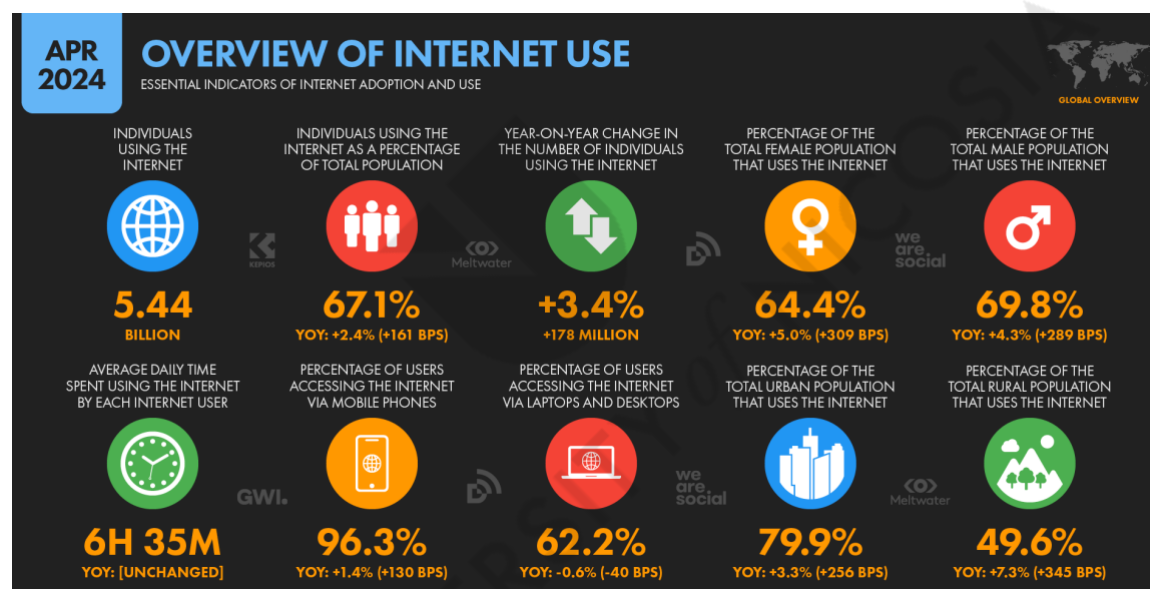 APR
2024
OVERVIEW OF INTERNET USE
ESSENTIAL INDICATORS OF INTERNET ADOPTION AND USE
GLOBAL OVERVIEW
INDIVIDUALS
USING THE
INTERNET
5.44
BILLION
INDIVIDUALS USING THE
INTERNET AS A PERCENTAGE
OF TOTAL POPULATION
67.1%
YOY: +2.4% (+161 BPS)
YEAR-ON-YEAR CHANGE IN
THE NUMBER OF INDIVIDUALS
USING THE INTERNET
+3.4%
+178 MILLION
PERCENTAGE OF THE
TOTAL FEMALE POPULATION
THAT USES THE INTERNET
64.4%
YOY: +5.0% (+309 BPS)
PERCENTAGE OF THE
TOTAL MALE POPULATION
THAT USES THE INTERNET
69.8%
YOY: +4.3% (+289 BPS)
KEPIOS
Meltwater
we
are.
social
AVERAGE DAILY TIME
SPENT USING THE INTERNET
BY EACH INTERNET USER
6H 35M
YOY: [UNCHANGED]
PERCENTAGE OF USERS
ACCESSING THE INTERNET
VIA MOBILE PHONES
96.3%
YOY: +1.4% (+130 BPS)
PERCENTAGE OF USERS
ACCESSING THE INTERNET
VIA LAPTOPS AND DESKTOPS
62.2%
YOY: -0.6% (-40 BPS)
PERCENTAGE OF THE
TOTAL URBAN POPULATION
THAT USES THE INTERNET
79.9%
YOY: +3.3% (+256 BPS)
PERCENTAGE OF THE
TOTAL RURAL POPULATION
THAT USES THE INTERNET
49.6%
YOY: +7.3% (+345 BPS)
GWI.
we
are.
social
Meltwater
ERSITY of NICOSIA